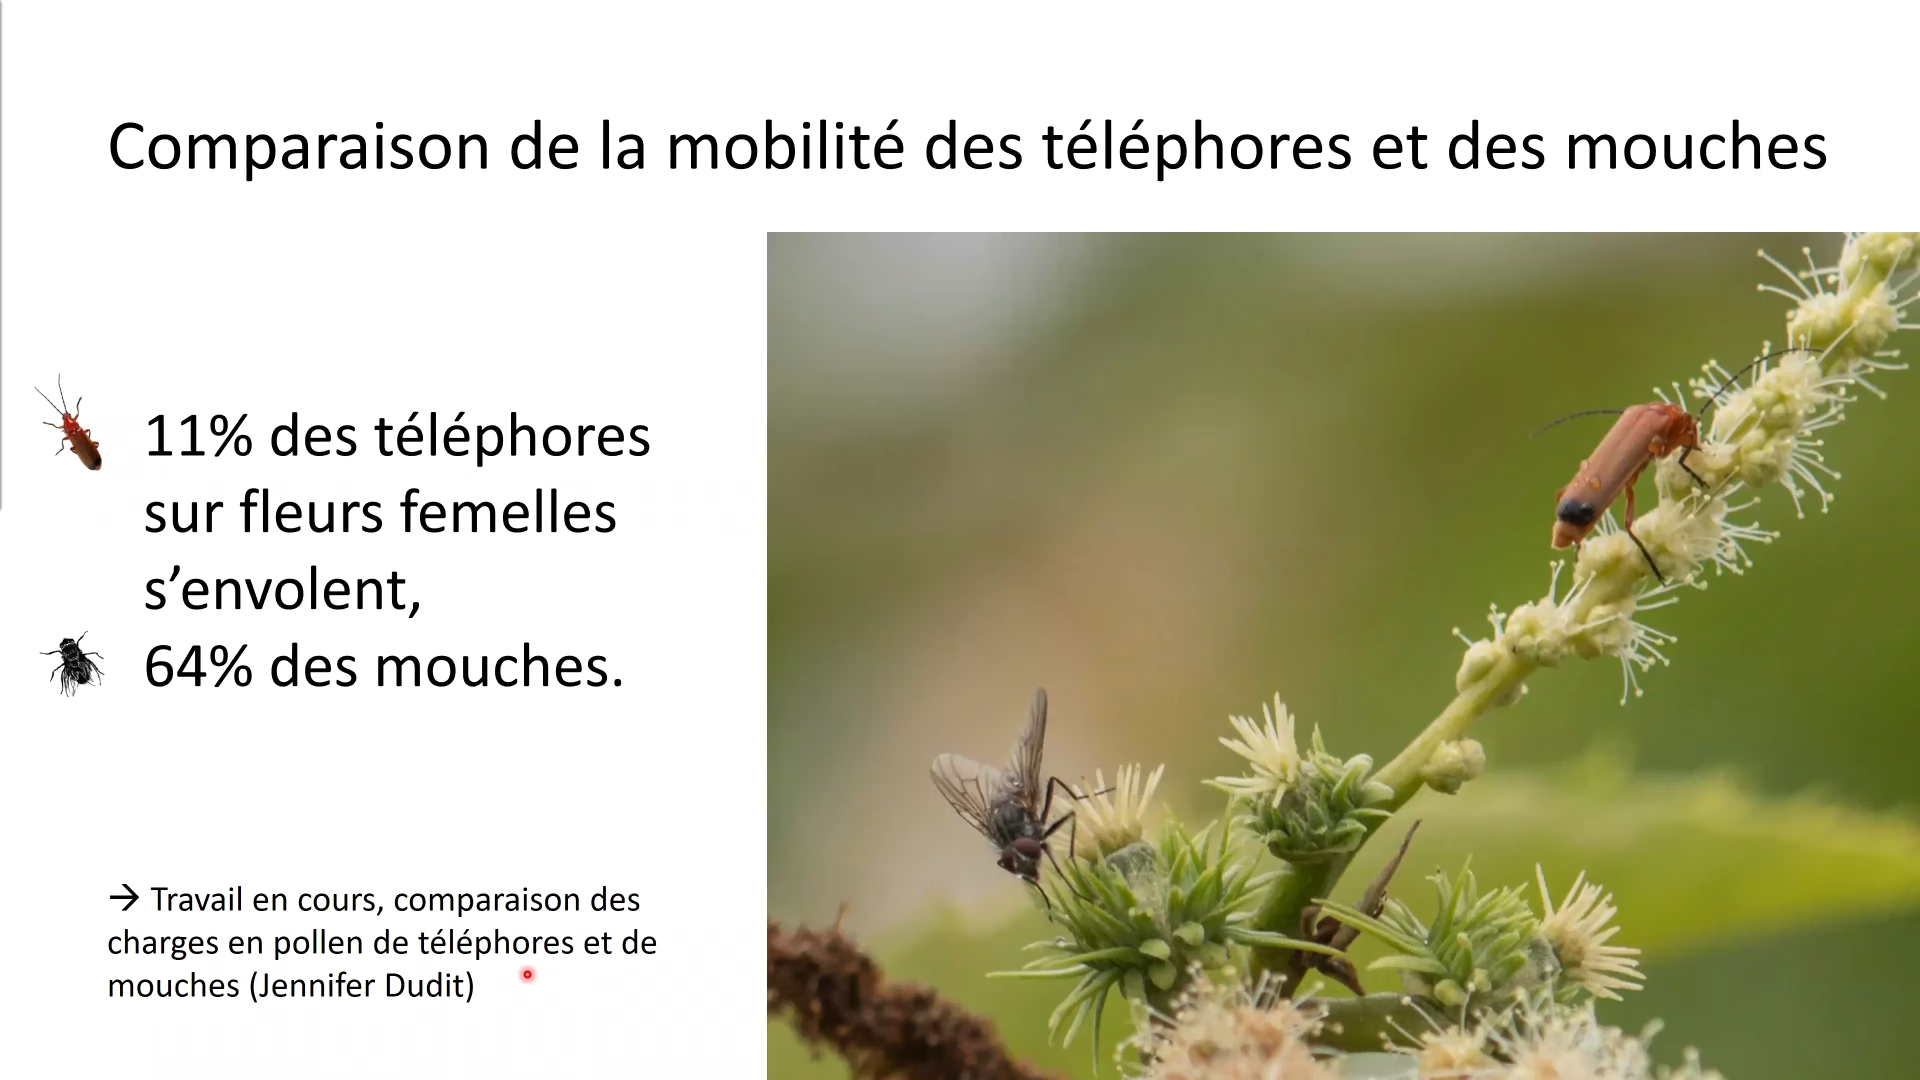 Comparaison de la mobilité des téléphores et des mouches
11% des téléphores
sur fleurs femelles
s’envolent,
64% des mouches.
→ Travail en cours, comparaison des
charges en pollen de téléphores et de
mouches (Jennifer Dudit)